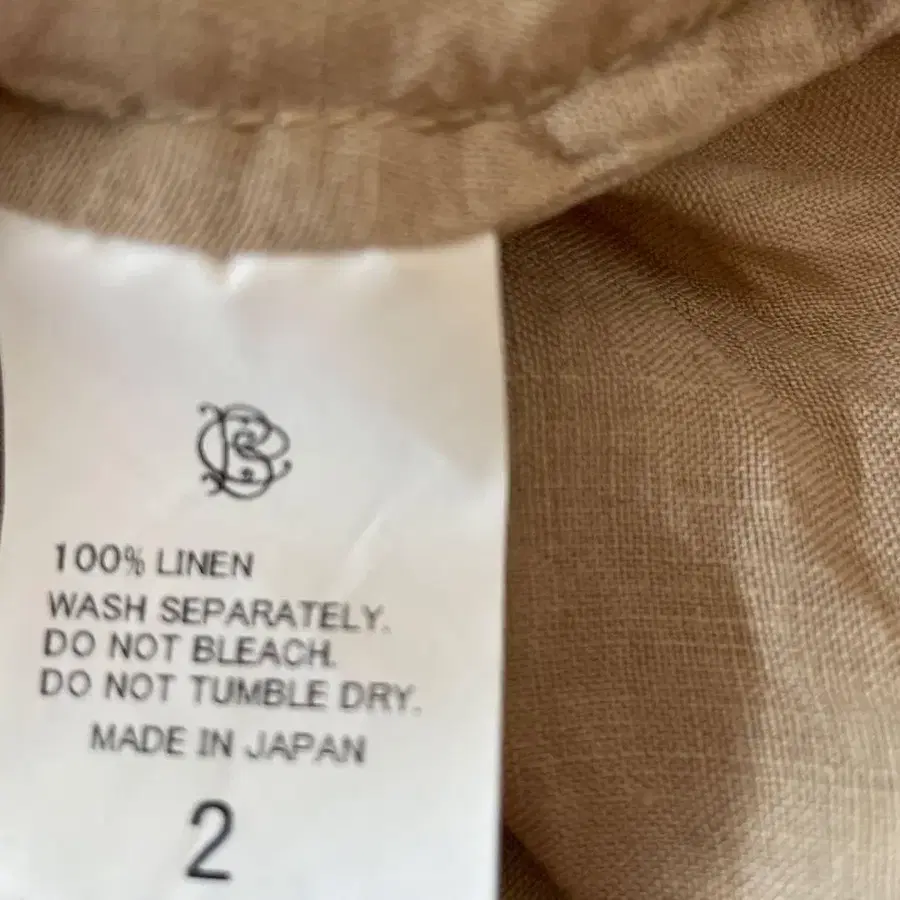 100% LINEN
WASH SEPARATELY.
DO NOT BLEACH.
DO NOT TUMBLE DRY.
MADE IN JAPAN
2